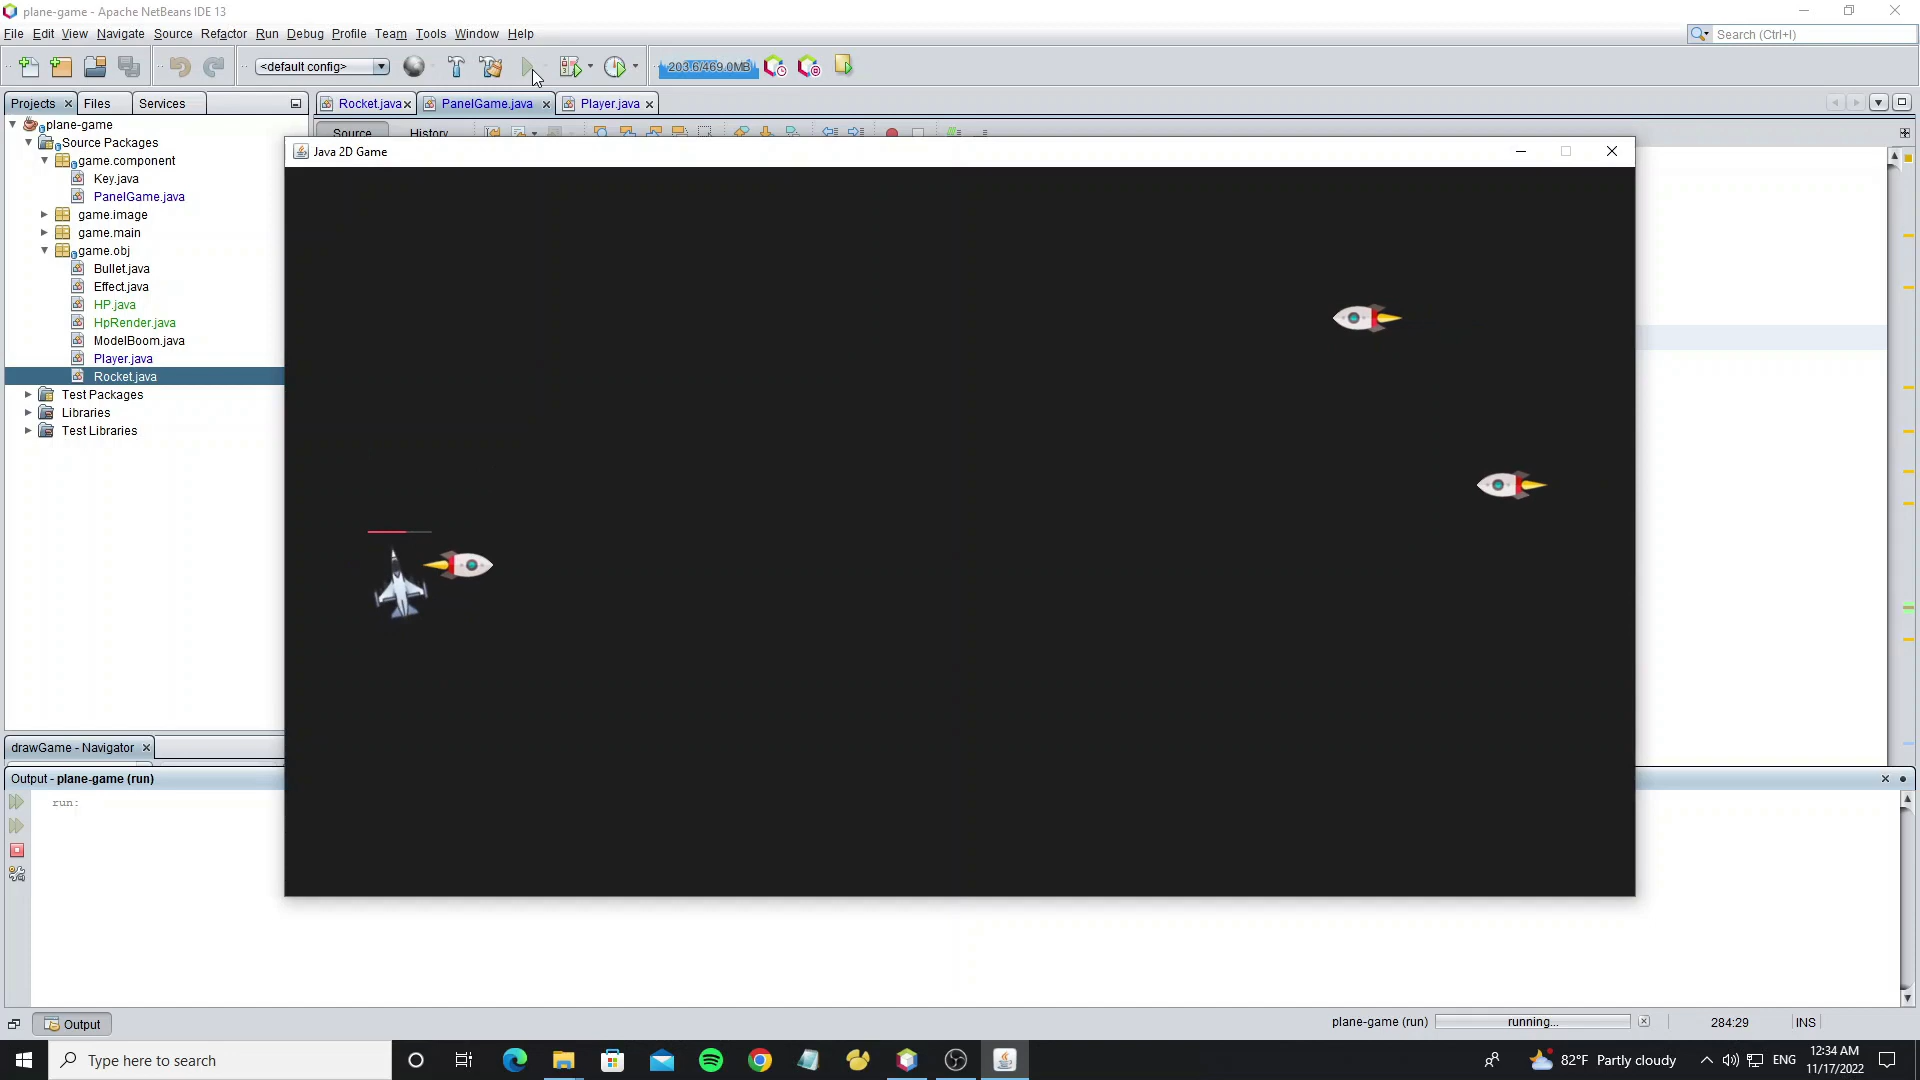 plane-game - Apache NetBeans IDE 13
File Edit View Navigate Source Refactor Run Debug Profile Team Tools Window Help
Search (Ctrl+I)
<default config>
203.6/469.0MB
Projects Files Services
Rocket.java PanelGame.java Player.java
Source History
plane-game
Source Packages
game.component
Key.java
PanelGame.java
game.image
game.main
game.obj
Bullet.java
Effect.java
HP.java
HpRender.java
ModelBoom.java
Player.java
Rocket.java
Test Packages
Libraries
Test Libraries
Java 2D Game
drawGame - Navigator
Output - plane-game (run)
run:
Output
plane-game (run) running... 284:29 INS
Type here to search
82°F Partly cloudy
ENG
12:34 AM
11/17/2022